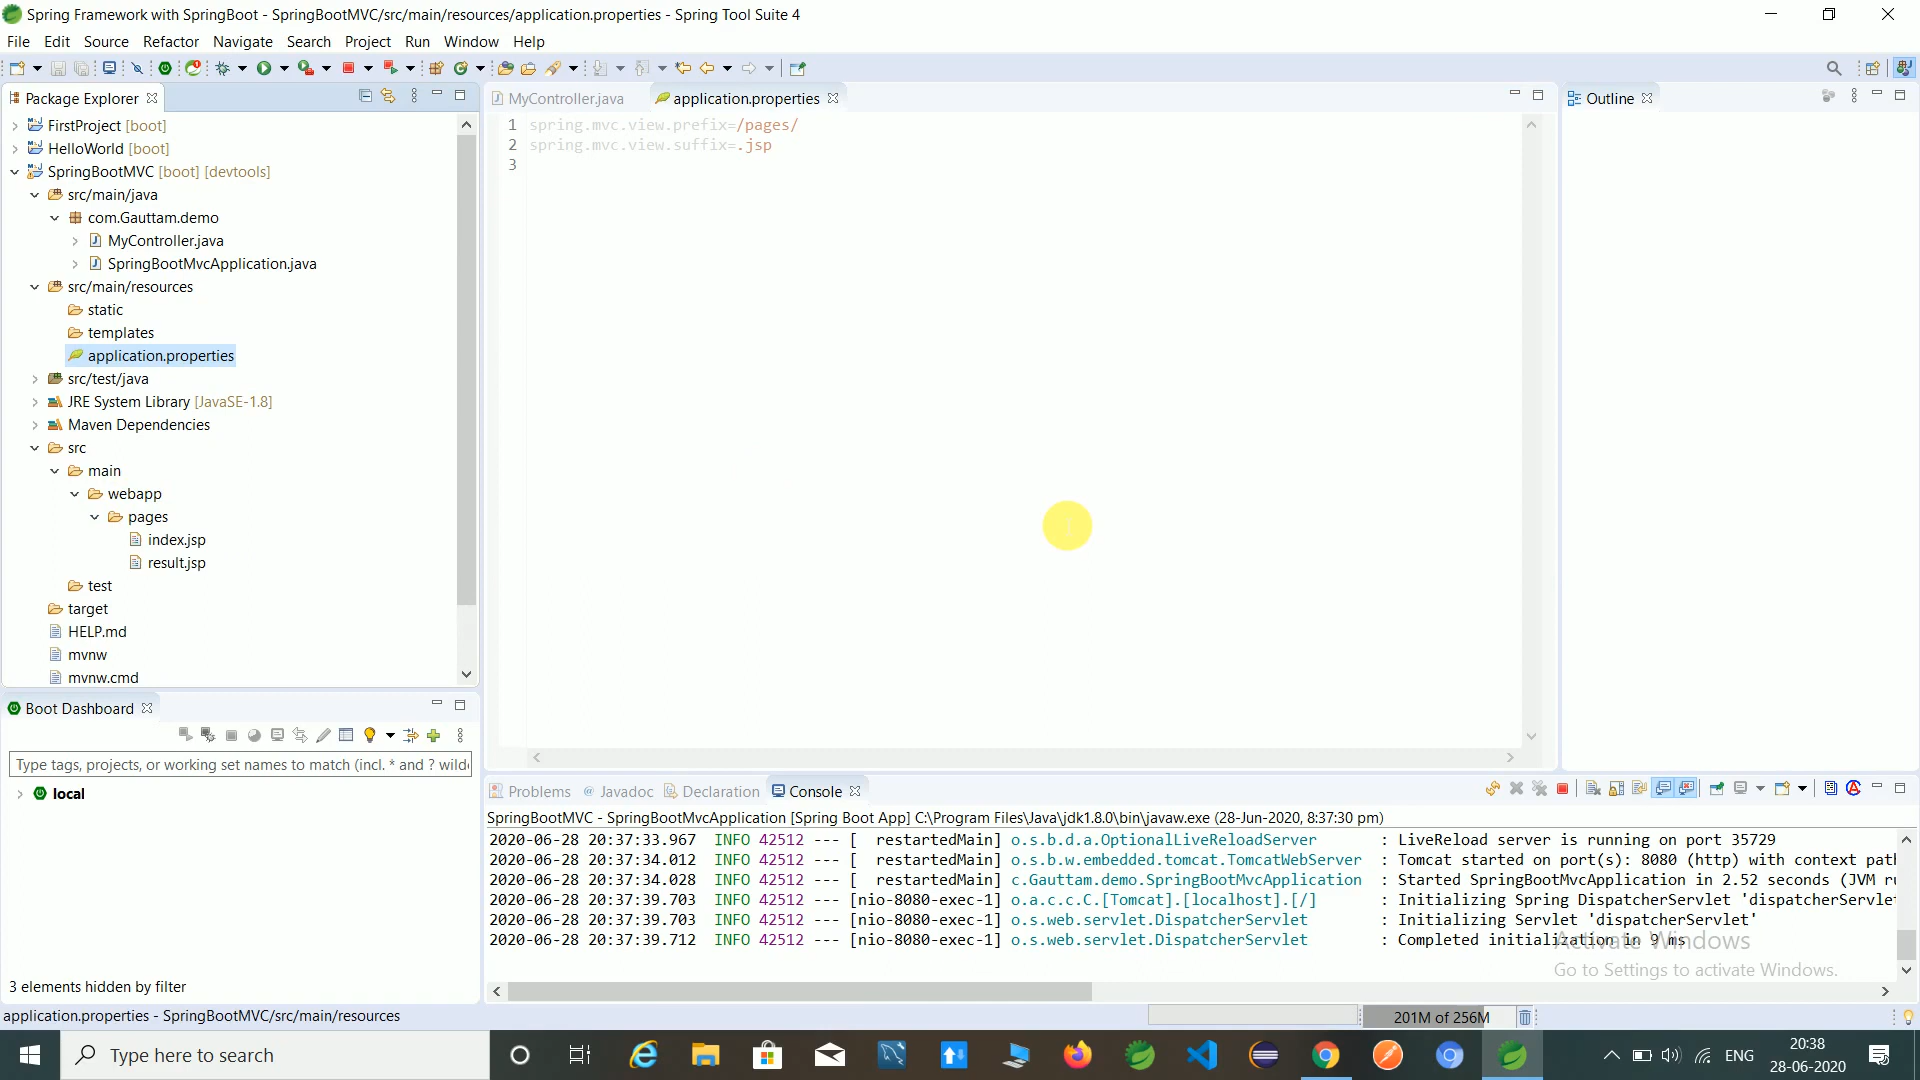 Spring Framework with SpringBoot - SpringBootMVC/src/main/resources/application.properties - Spring Tool Suite 4
File Edit Source Refactor Navigate Search Project Run Window Help
Package Explorer
MyController.java
application.properties
Outline
FirstProject [boot]
HelloWorld [boot]
SpringBootMVC [boot] [devtools]
src/main/java
com.Gauttam.demo
MyController.java
SpringBootMvcApplication.java
src/main/resources
static
templates
application.properties
src/test/java
JRE System Library [JavaSE-1.8]
Maven Dependencies
src
main
webapp
pages
index.jsp
result.jsp
test
target
HELP.md
mvnw
mvnw.cmd
1 spring.mvc.view.prefix=/pages/
2 spring.mvc.view.suffix=.jsp
3
Boot Dashboard
Type tags, projects, or working set names to match (incl. * and ? wild
local
3 elements hidden by filter
Problems Javadoc Declaration Console
SpringBootMVC - SpringBootMvcApplication [Spring Boot App] C:\Program Files\Java\jdk1.8.0\bin\javaw.exe (28-Jun-2020, 8:37:30 pm)
2020-06-28 20:37:33.967 INFO 42512 --- [ restartedMain] o.s.b.d.a.OptionalLiveReloadServer : LiveReload server is running on port 35729
2020-06-28 20:37:34.012 INFO 42512 --- [ restartedMain] o.s.b.w.embedded.tomcat.TomcatWebServer : Tomcat started on port(s): 8080 (http) with context pat
2020-06-28 20:37:34.028 INFO 42512 --- [ restartedMain] c.Gauttam.demo.SpringBootMvcApplication : Started SpringBootMvcApplication in 2.52 seconds (JVM ru
2020-06-28 20:37:39.703 INFO 42512 --- [nio-8080-exec-1] o.a.c.c.C.[Tomcat].[localhost].[/] : Initializing Spring DispatcherServlet 'dispatcherServle
2020-06-28 20:37:39.703 INFO 42512 --- [nio-8080-exec-1] o.s.web.servlet.DispatcherServlet : Initializing Servlet 'dispatcherServlet'
2020-06-28 20:37:39.712 INFO 42512 --- [nio-8080-exec-1] o.s.web.servlet.DispatcherServlet : Completed initialization in 9 ms
Activate Windows
Go to Settings to activate Windows.
application.properties - SpringBootMVC/src/main/resources
201M of 256M
Type here to search
ENG
20:38
28-06-2020